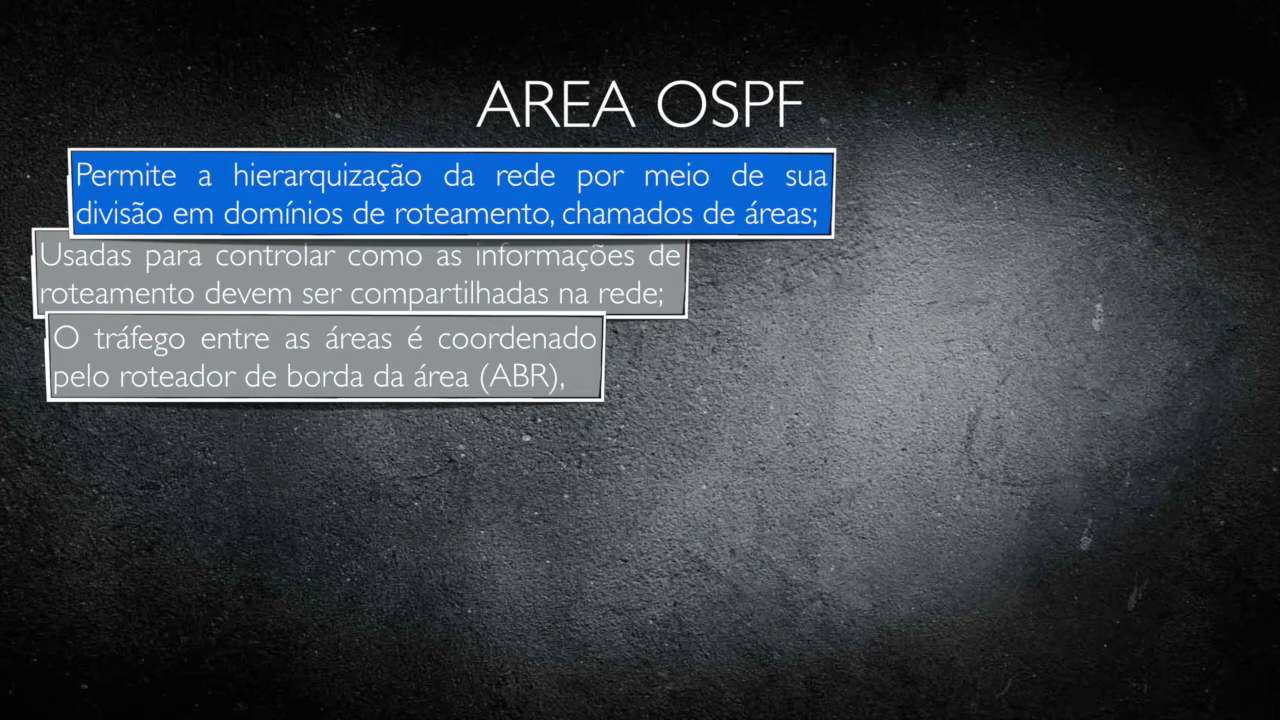 AREA OSPF
Permite a hierarquização da rede por meio de sua
divisão em domínios de roteamento, chamados de áreas;
Usadas para controlar como as informações de
roteamento devem ser compartilhadas na rede;
O tráfego entre as áreas é coordenado
pelo roteador de borda da área (ABR),